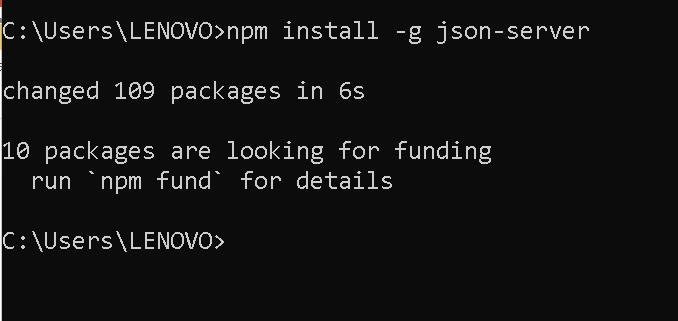 C:\Users\LENOVO>npm install -g json-server
changed 109 packages in 6s
10 packages are looking for funding
  run `npm fund` for details
C:\Users\LENOVO>